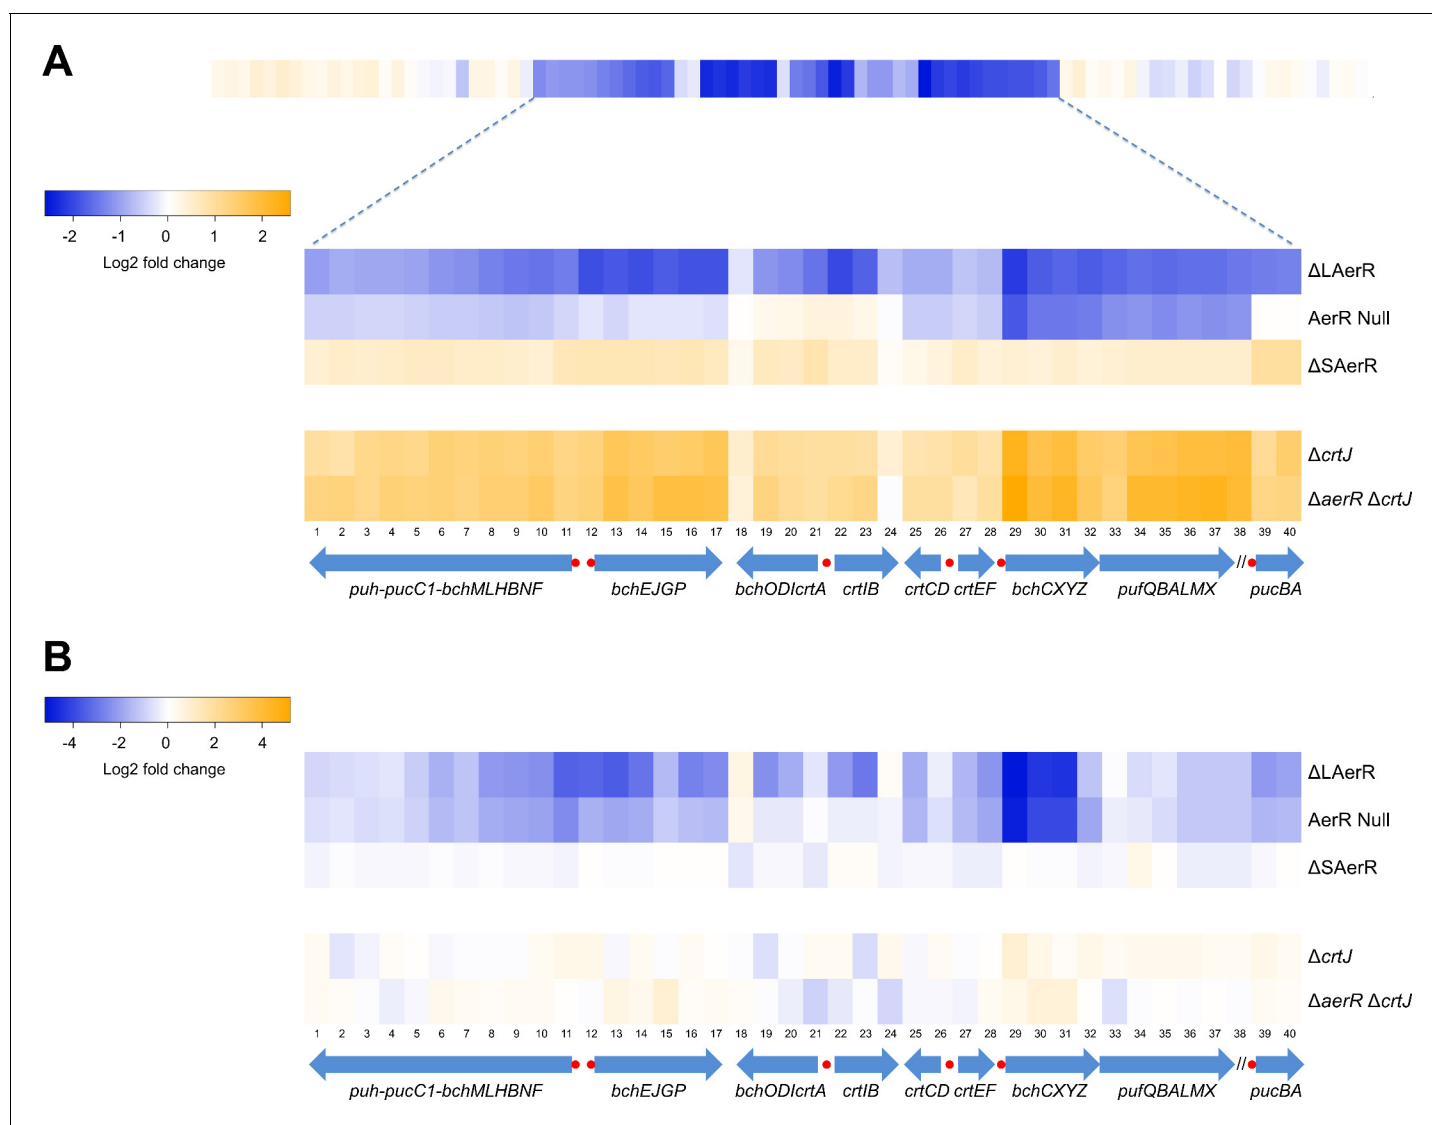 A
-2 -1 0 1 2
Log2 fold change
ΔLAerR
AerR Null
ΔSAerR
ΔcrtJ
ΔaerR ΔcrtJ
1 2 3 4 5 6 7 8 9 10 11 12 13 14 15 16 17 18 19 20 21 22 23 24 25 26 27 28 29 30 31 32 33 34 35 36 37 38 39 40
//
puh-pucC1-bchMLHBNF bchEJGP bchODIcrtA crtIB crtCD crtEF bchCXYZ pufQBALMX pucBA
B
-4 -2 0 2 4
Log2 fold change
ΔLAerR
AerR Null
ΔSAerR
ΔcrtJ
ΔaerR ΔcrtJ
1 2 3 4 5 6 7 8 9 10 11 12 13 14 15 16 17 18 19 20 21 22 23 24 25 26 27 28 29 30 31 32 33 34 35 36 37 38 39 40
//
puh-pucC1-bchMLHBNF bchEJGP bchODIcrtA crtIB crtCD crtEF bchCXYZ pufQBALMX pucBA